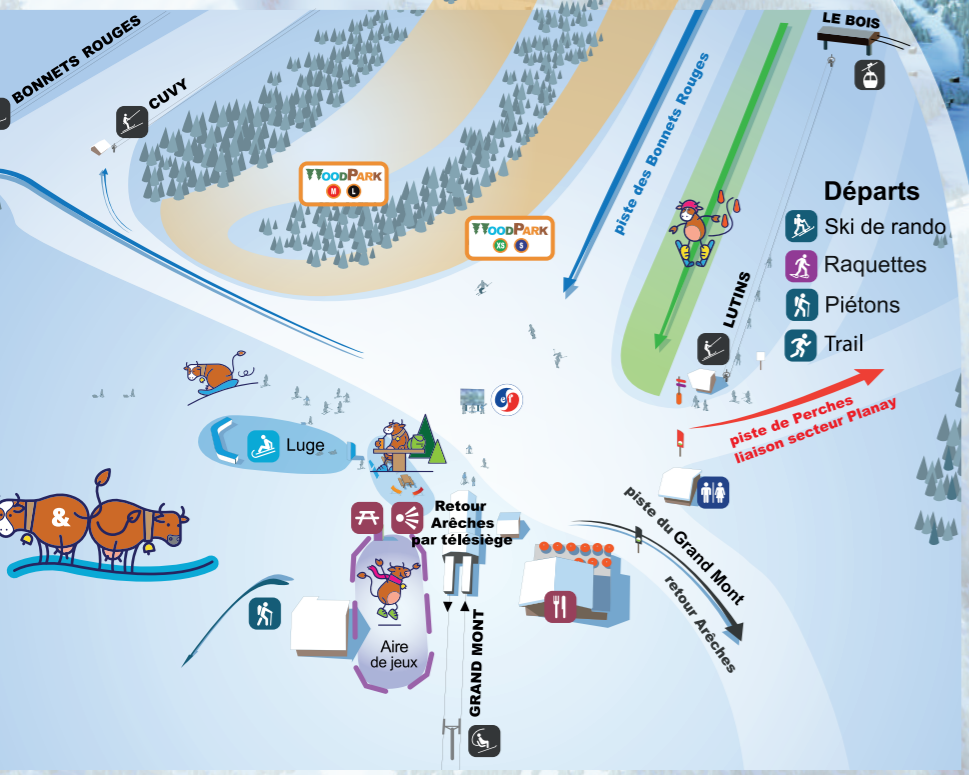 LE BOIS
BONNETS ROUGES
CUVY
piste des Bonnets Rouges
WOODPARK
M L
WOODPARK
XS S
Départs
Ski de rando
Raquettes
Piétons
Trail
LUTINS
piste de Perches
liaison secteur Planay
esf
Luge
&
Retour
Arêches
par télésiège
piste du Grand Mont
retour Arêches
Aire
de jeux
GRAND MONT